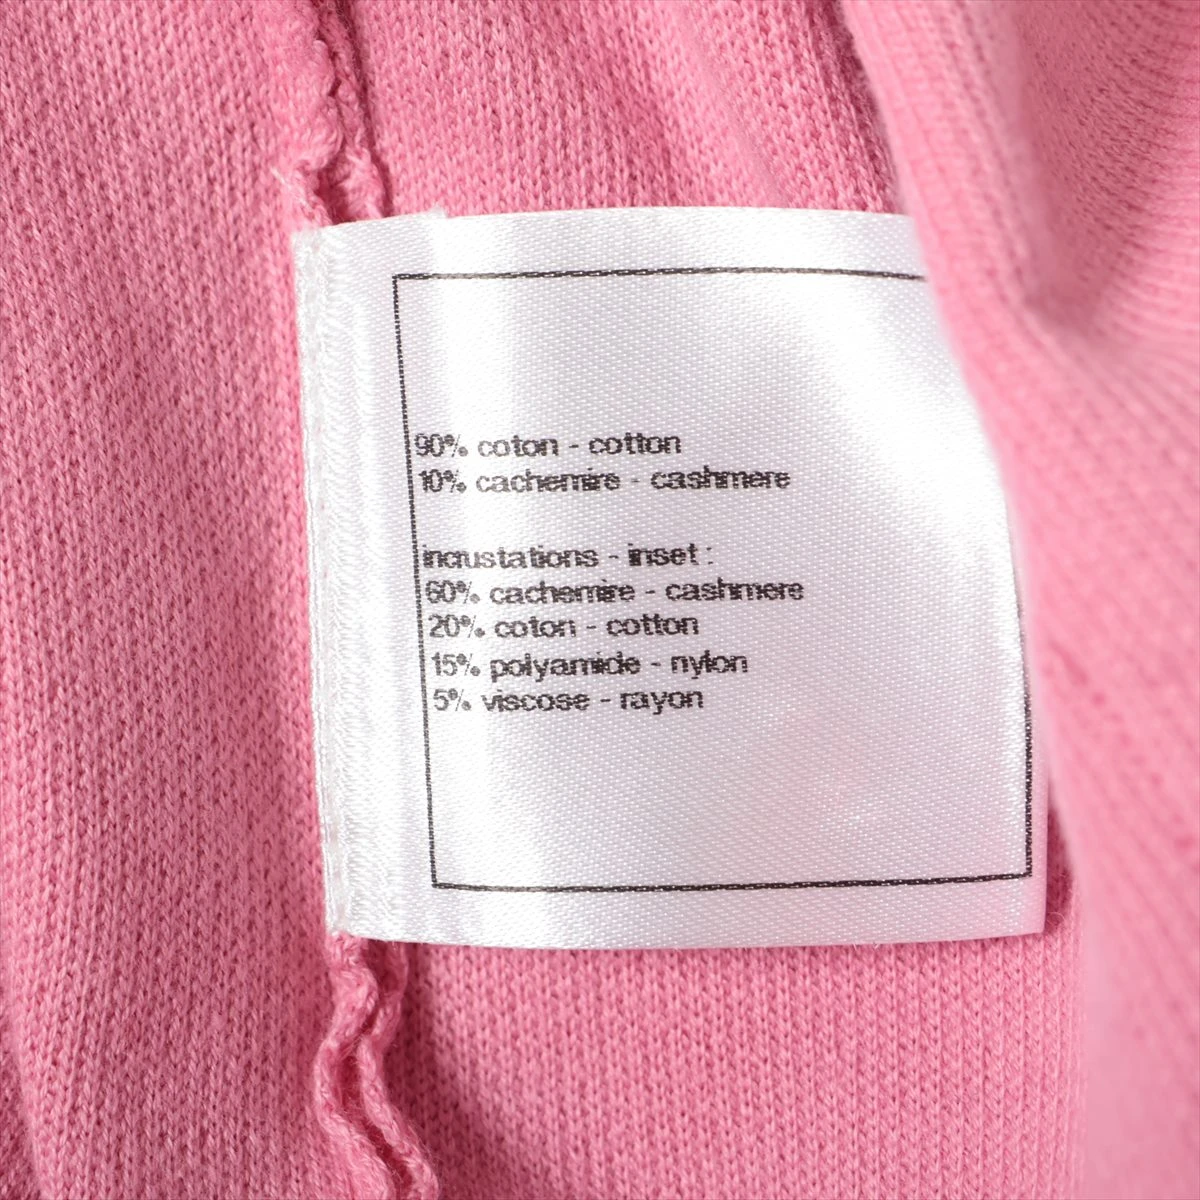 90% coton - cotton
10% cachemire - cashmere
incrustations - inset :
60% cachemire - cashmere
20% coton - cotton
15% polyamide - nylon
5% viscose - rayon